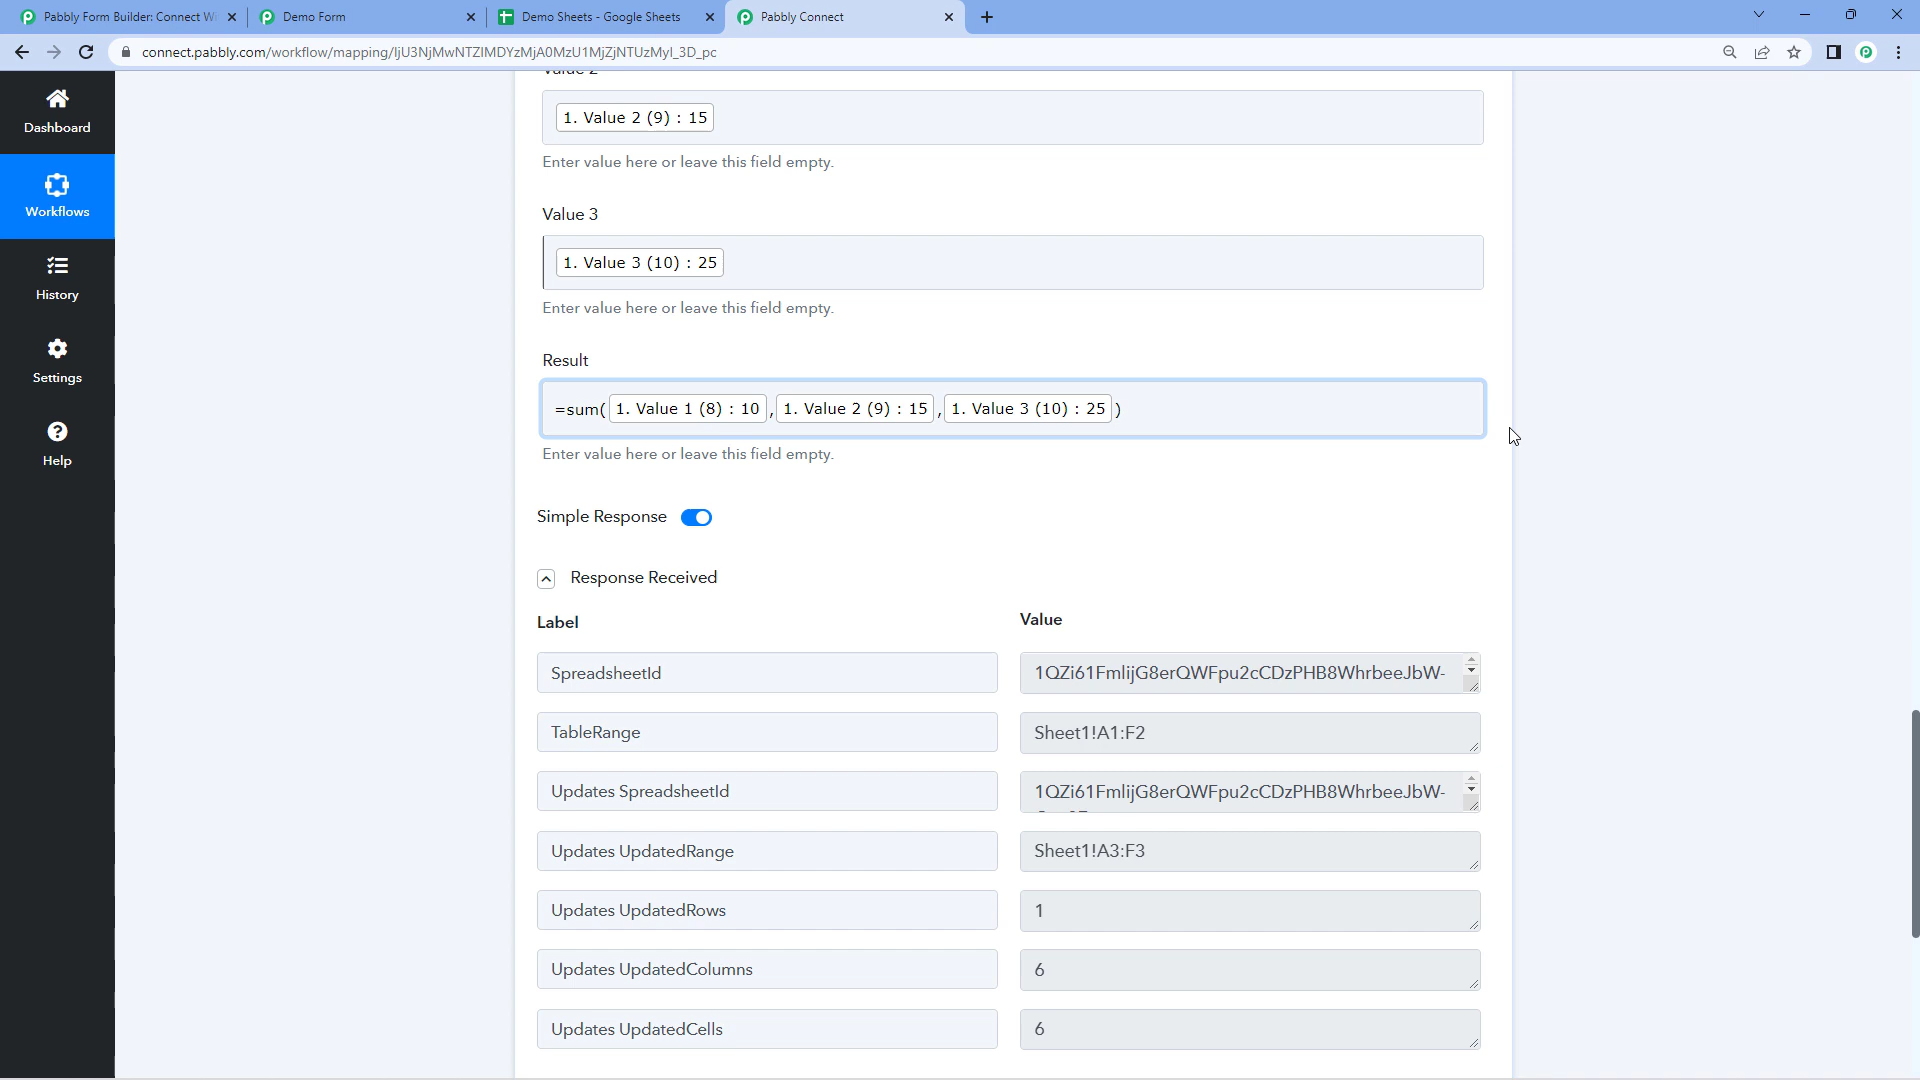 Pabbly Form Builder: Connect Wi
Demo Form
Demo Sheets - Google Sheets
Pabbly Connect
connect.pabbly.com/workflow/mapping/IjU3NjMwNTZIMDYzMjA0MzU1MjZjNTUzMyI_3D_pc
Dashboard
Workflows
History
Settings
Help
Value 2
1. Value 2 (9) : 15
Enter value here or leave this field empty.
Value 3
1. Value 3 (10) : 25
Enter value here or leave this field empty.
Result
=sum( 1. Value 1 (8) : 10 , 1. Value 2 (9) : 15 , 1. Value 3 (10) : 25 )
Enter value here or leave this field empty.
Simple Response
Response Received
Label
Value
SpreadsheetId
1QZi61FmlijG8erQWFpu2cCDzPHB8WhrbeeJbW-
TableRange
Sheet1!A1:F2
Updates SpreadsheetId
1QZi61FmlijG8erQWFpu2cCDzPHB8WhrbeeJbW-
Updates UpdatedRange
Sheet1!A3:F3
Updates UpdatedRows
1
Updates UpdatedColumns
6
Updates UpdatedCells
6